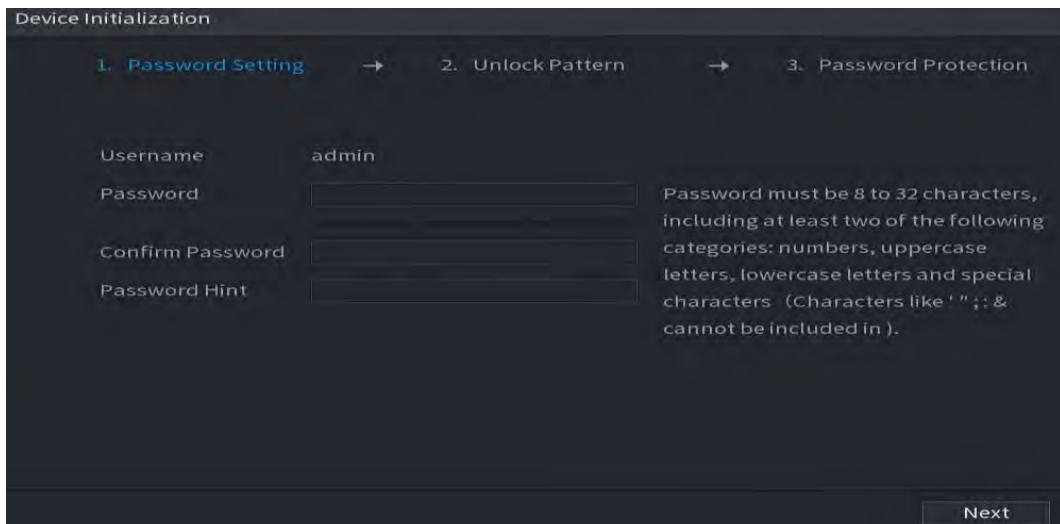 Device Initialization
1. Password Setting → 2. Unlock Pattern → 3. Password Protection
Username admin
Password
Confirm Password
Password Hint
Password must be 8 to 32 characters,
including at least two of the following
categories: numbers, uppercase
letters, lowercase letters and special
characters (Characters like ' " ; : &
cannot be included in ).
Next